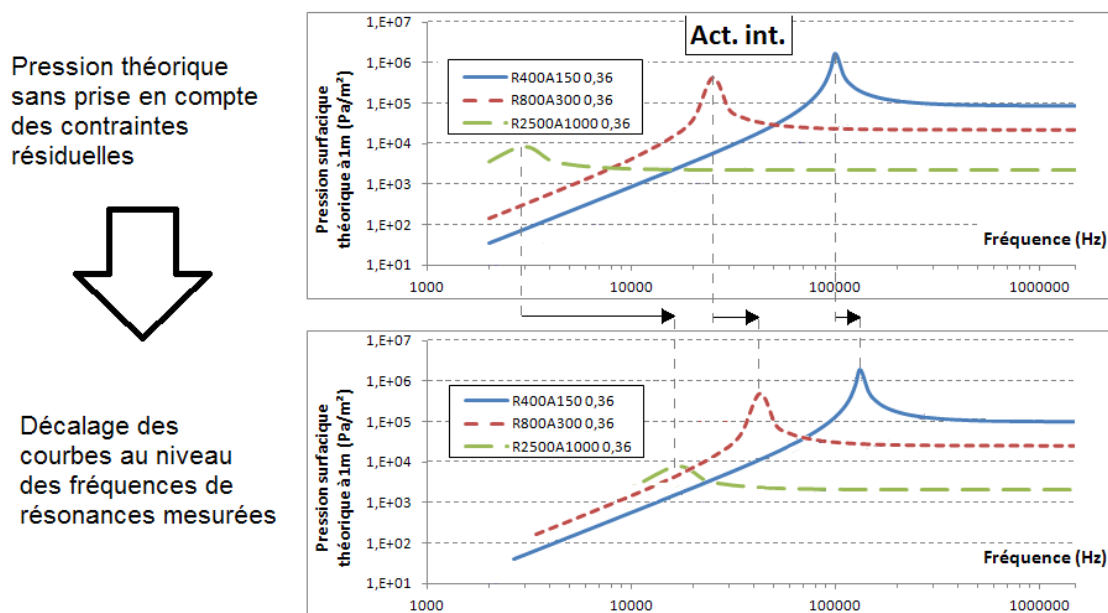 Pression théorique
sans prise en compte
des contraintes
résiduelles
Pression surfacique
théorique à 1m (Pa/m²)
1,E+07
1,E+06
1,E+05
1,E+04
1,E+03
1,E+02
1,E+01
Act. int.
R400A150 0,36
R800A300 0,36
R2500A1000 0,36
Fréquence (Hz)
1000
10000
100000
1000000
Décalage des
courbes au niveau
des fréquences de
résonances mesurées
Pression surfacique
théorique à 1m (Pa/m²)
1,E+07
1,E+06
1,E+05
1,E+04
1,E+03
1,E+02
1,E+01
R400A150 0,36
R800A300 0,36
R2500A1000 0,36
Fréquence (Hz)
1000
10000
100000
1000000